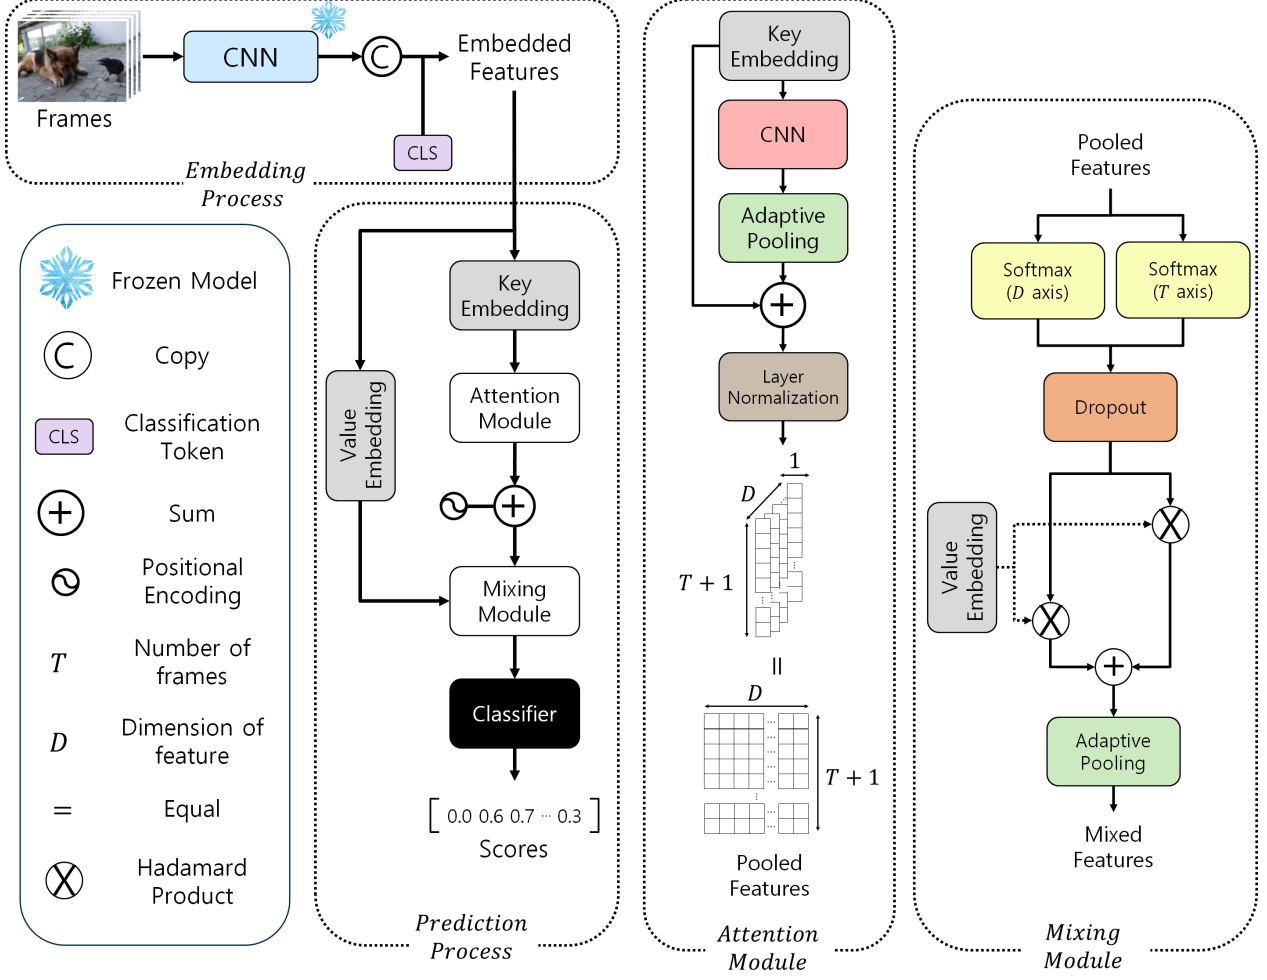 Frames
CNN
C
Embedded
Features
CLS
Embedding
Process
Frozen Model
C
Copy
CLS
Classification
Token
+
Sum
Positional
Encoding
T
Number of
frames
D
Dimension of
feature
=
Equal
X
Hadamard
Product
Key
Embedding
Value
Embedding
Attention
Module
+
Mixing
Module
Classifier
[ 0.0 0.6 0.7 ... 0.3 ]
Scores
Prediction
Process
Key
Embedding
CNN
Adaptive
Pooling
+
Layer
Normalization
1
D
T + 1
=
D
T + 1
Pooled
Features
Attention
Module
Pooled
Features
Softmax
(D axis)
Softmax
(T axis)
Dropout
Value
Embedding
X
X
+
Adaptive
Pooling
Mixed
Features
Mixing
Module